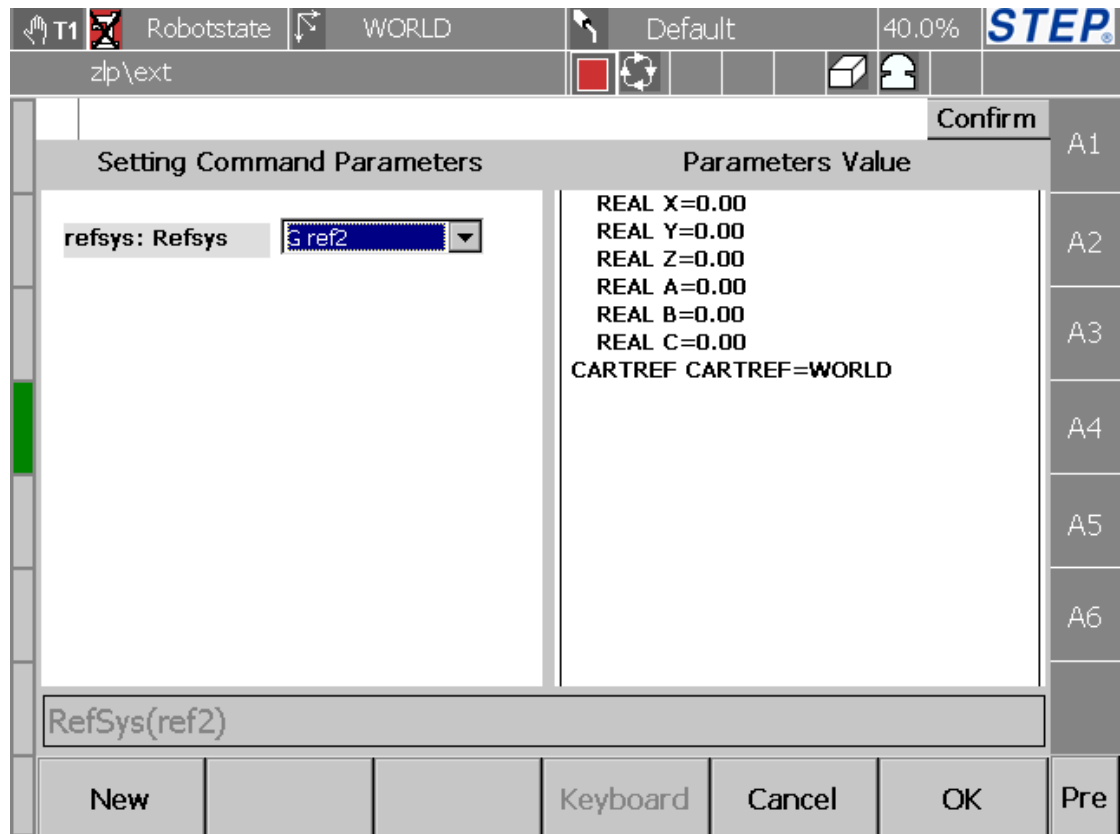 T1 Robotstate WORLD Default 40.0% STEP®
zlp\ext
Confirm
Setting Command Parameters Parameters Value
refsys: Refsys G ref2
REAL X=0.00
REAL Y=0.00
REAL Z=0.00
REAL A=0.00
REAL B=0.00
REAL C=0.00
CARTREF CARTREF=WORLD
A1
A2
A3
A4
A5
A6
RefSys(ref2)
New Keyboard Cancel OK Pre